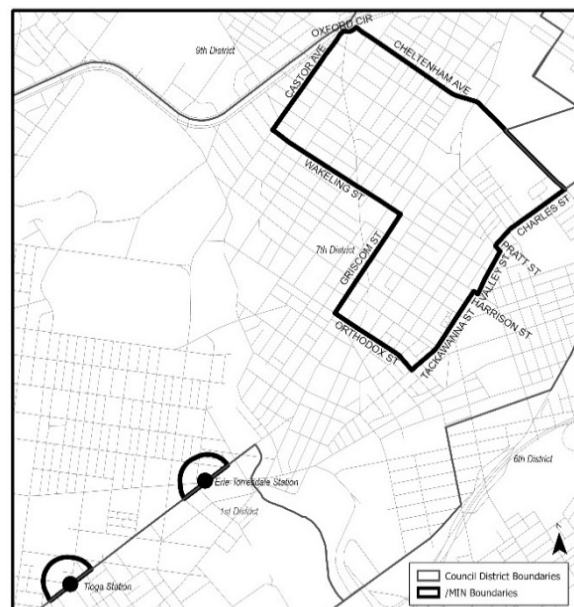 OXFORD CIR
9th District
CHELTENHAM AVE
CASTOR AVE
WAKELING ST
CHARLES ST
PRATT ST
7th District
GRISCOM ST
VALLEY ST
HARRISON ST
ORTHODOX ST
TACKAWANNA ST
6th District
Erie Torresdale Station
1st District
Tioga Station
Council District Boundaries
/MIN Boundaries